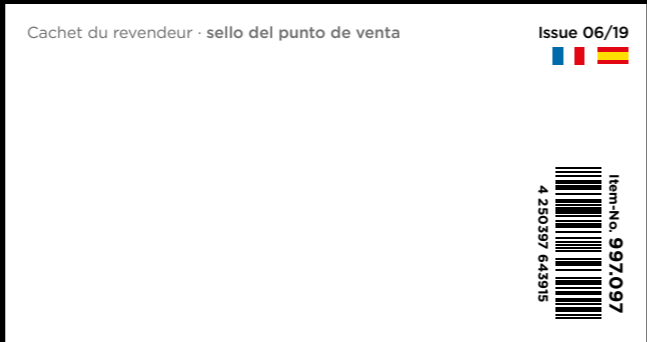 Cachet du revendeur · sello del punto de venta
Issue 06/19
Item-No. 997.097
4 250397 643915